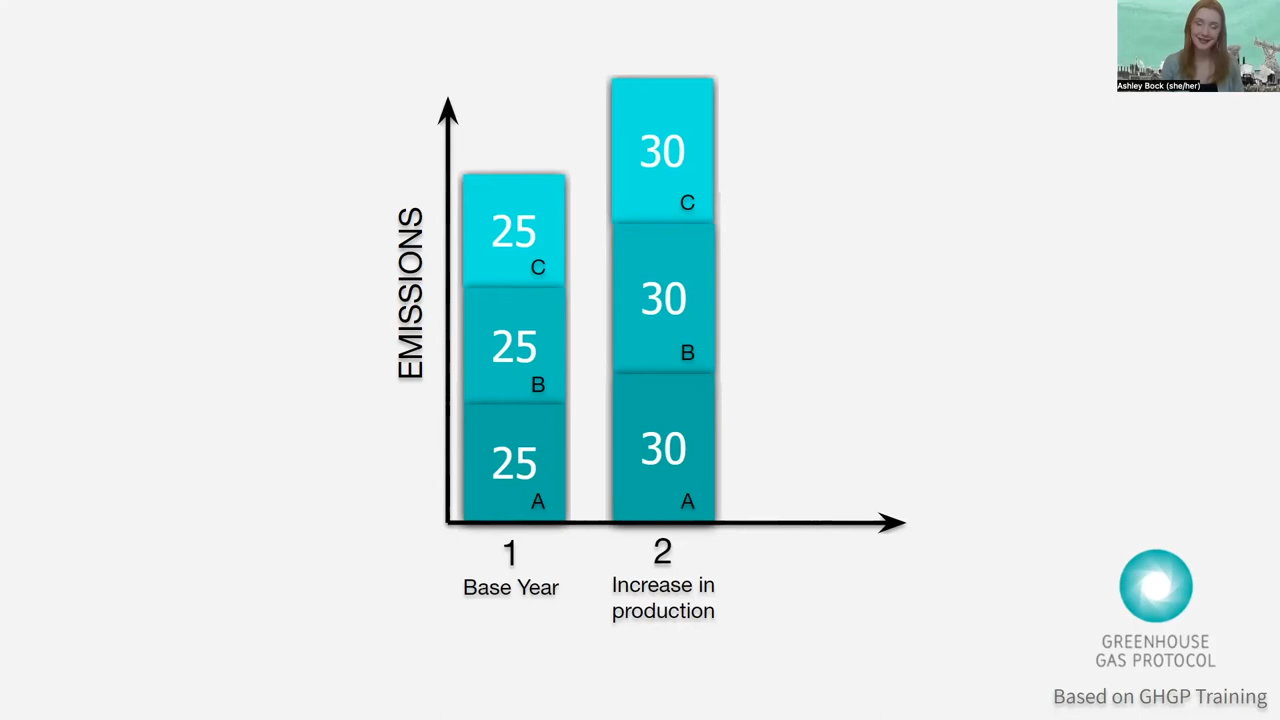 Ashley Bock (she/her)
EMISSIONS
25
C
25
B
25
A
30
C
30
B
30
A
1
Base Year
2
Increase in
production
GREENHOUSE
GAS PROTOCOL
Based on GHGP Training